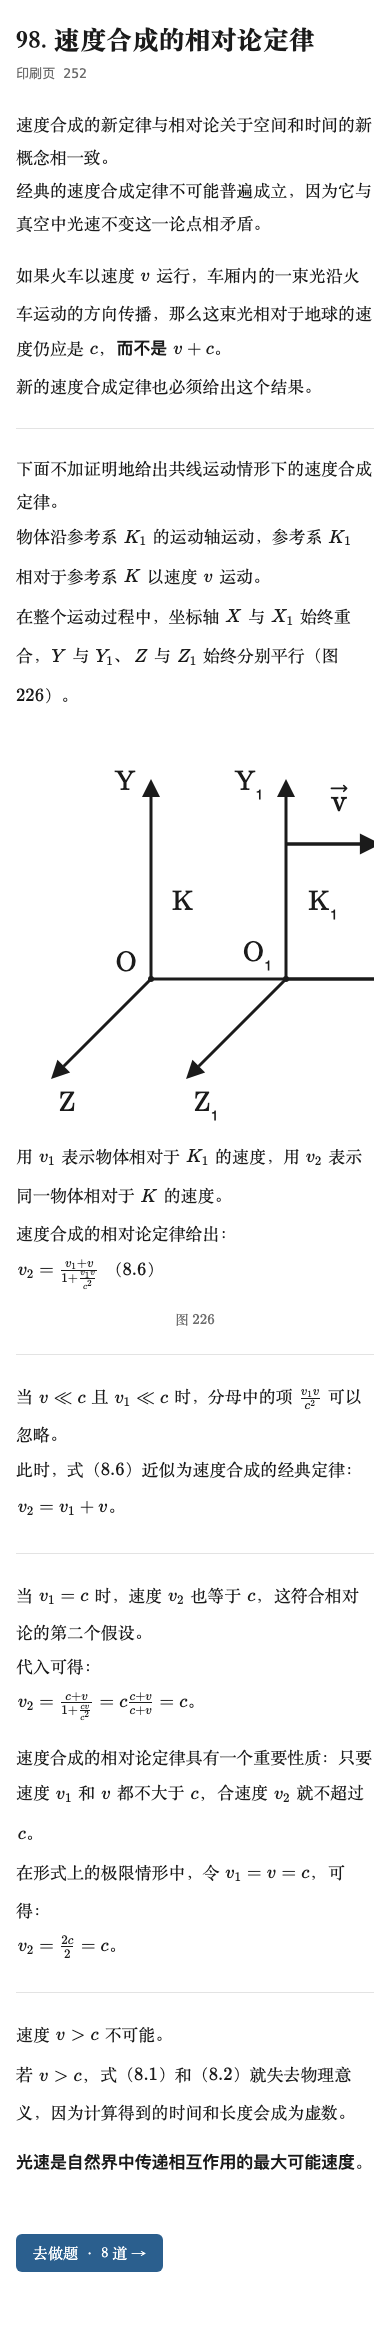 98. 速度合成的相对论定律
印刷页 252
速度合成的新定律与相对论关于空间和时间的新
概念相一致。
经典的速度合成定律不可能普遍成立，因为它与
真空中光速不变这一论点相矛盾。
如果火车以速度 v 运行，车厢内的一束光沿火
车运动的方向传播，那么这束光相对于地球的速
度仍应是 c，而不是 v + c。
新的速度合成定律也必须给出这个结果。
下面不加证明地给出共线运动情形下的速度合成
定律。
物体沿参考系 K₁ 的运动轴运动，参考系 K₁
相对于参考系 K 以速度 v 运动。
在整个运动过程中，坐标轴 X 与 X₁ 始终重
合，Y 与 Y₁、Z 与 Z₁ 始终分别平行（图
226）。
Y Y₁ v⃗
K K₁
O O₁
Z Z₁
用 v₁ 表示物体相对于 K₁ 的速度，用 v₂ 表示
同一物体相对于 K 的速度。
速度合成的相对论定律给出：
v₂ = (v₁+v)/(1+v₁v/c²) （8.6）
图 226
当 v ≪ c 且 v₁ ≪ c 时，分母中的项 v₁v/c² 可以
忽略。
此时，式（8.6）近似为速度合成的经典定律：
v₂ = v₁ + v。
当 v₁ = c 时，速度 v₂ 也等于 c，这符合相对
论的第二个假设。
代入可得：
v₂ = (c+v)/(1+cv/c²) = c(c+v)/(c+v) = c。
速度合成的相对论定律具有一个重要性质：只要
速度 v₁ 和 v 都不大于 c，合速度 v₂ 就不超过
c。
在形式上的极限情形中，令 v₁ = v = c，可
得：
v₂ = 2c/2 = c。
速度 v > c 不可能。
若 v > c，式（8.1）和（8.2）就失去物理意
义，因为计算得到的时间和长度会成为虚数。
光速是自然界中传递相互作用的最大可能速度。
去做题 · 8 道 →